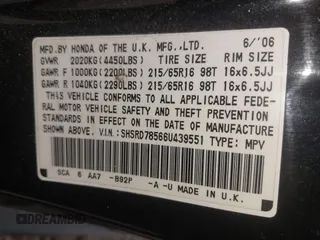 MFD.BY HONDA OF THE U.K. MFG.,LTD. 6/'06
GVWR 2020KG(4450LBS) TIRE SIZE RIM SIZE
GAWR F 1000KG(2200LBS) 215/65R16 98T 16x6.5JJ
GAWR R 1040KG(2290LBS) 215/65R16 98T 16x6.5JJ
THIS VEHICLE CONFORMS TO ALL APPLICABLE FEDE-
RAL MOTOR VEHICLE SAFETY AND THEFT PREVENTION
STANDARDS IN EFFECT ON THE DATE OF MANUFACTURE
SHOWN ABOVE. V.I.N:SHSRD78566U439551 TYPE: MPV
SCA 6 AA7 -B92P -A -U MADE IN U.K.
DREAMBID